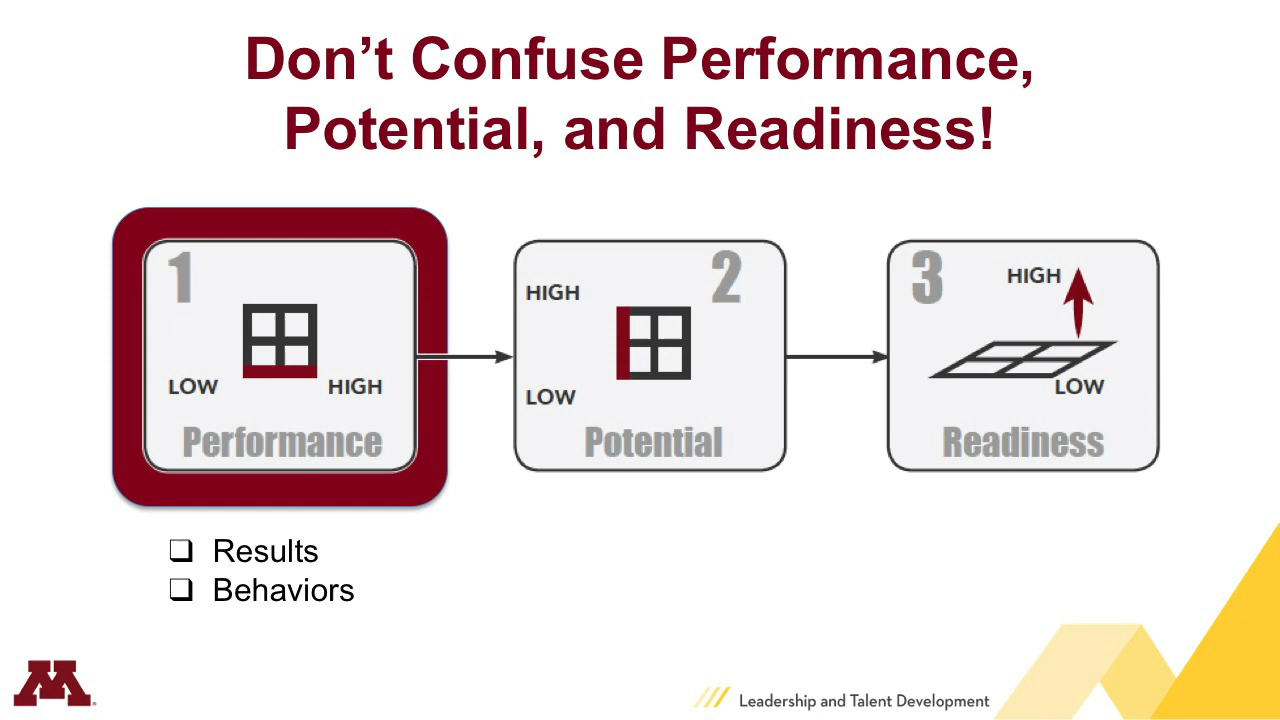 Don’t Confuse Performance,
Potential, and Readiness!
1
LOW
HIGH
Performance
2
HIGH
LOW
Potential
3
HIGH
LOW
Readiness
❑ Results
❑ Behaviors
M
Leadership and Talent Development